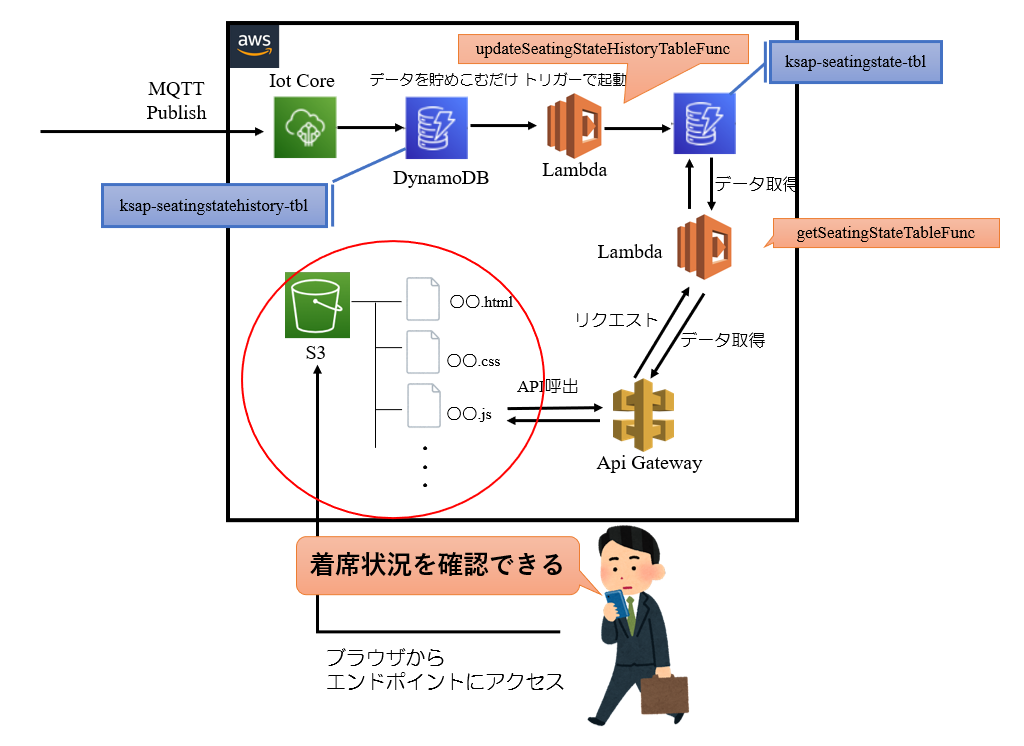 aws
updateSeatingStateHistoryTableFunc
ksap-seatingstate-tbl
Iot Core
データを貯めこむだけ トリガーで起動
MQTT
Publish
DynamoDB
Lambda
データ取得
ksap-seatingstatehistory-tbl
getSeatingStateTableFunc
Lambda
〇〇.html
リクエスト
データ取得
S3
〇〇.css
API呼出
〇〇.js
Api Gateway
着席状況を確認できる
ブラウザから
エンドポイントにアクセス